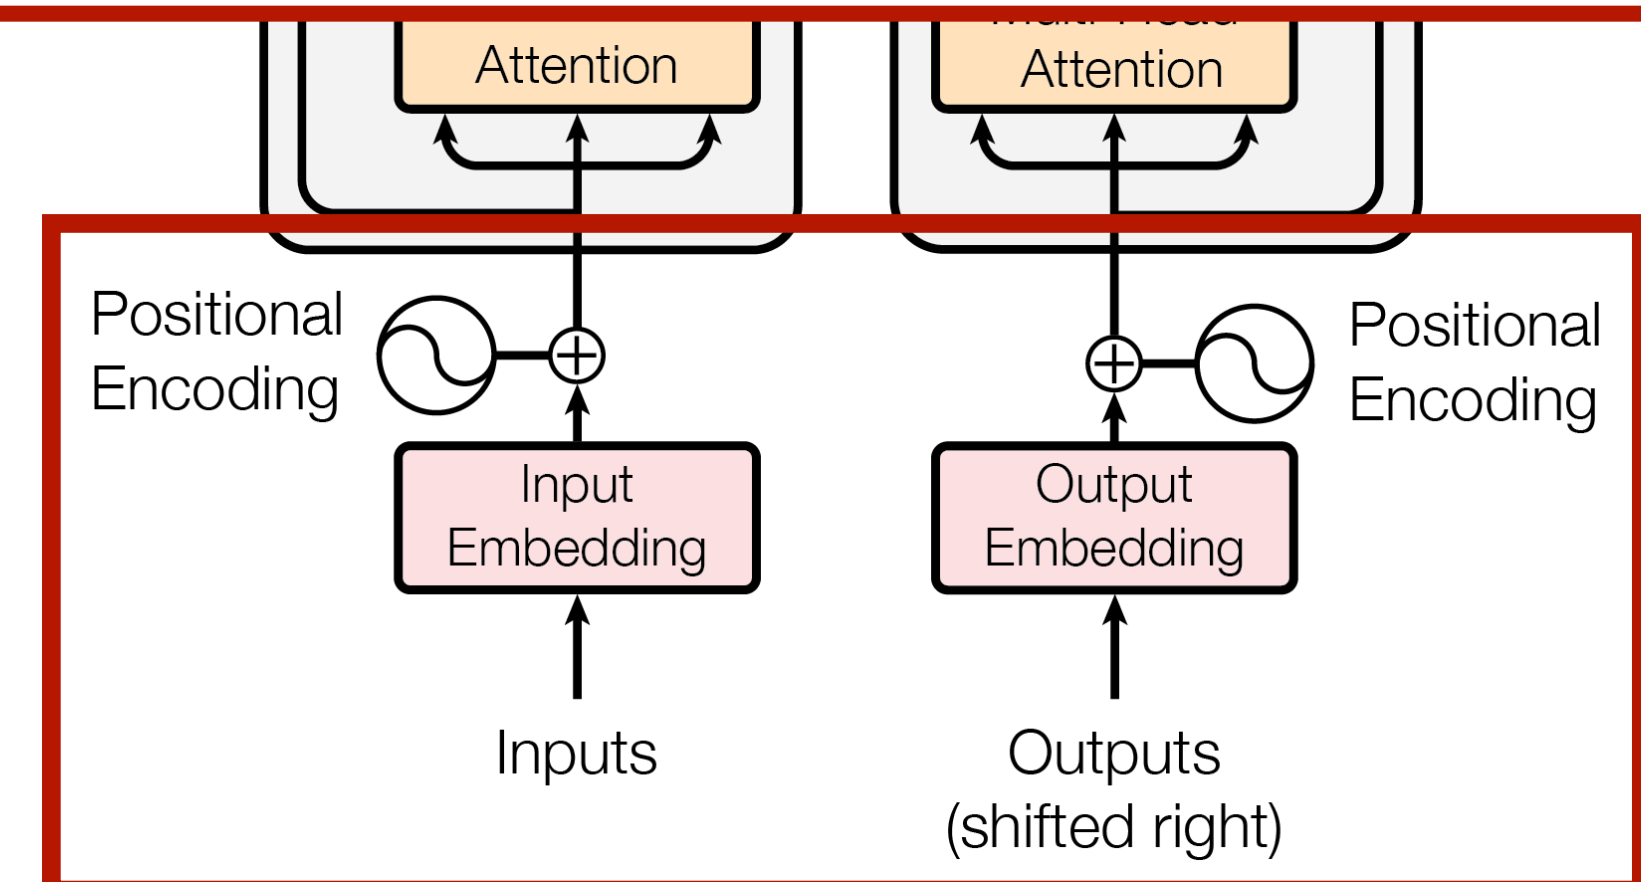 Attention
Attention
Positional
Encoding
Positional
Encoding
Input
Embedding
Output
Embedding
Inputs
Outputs
(shifted right)